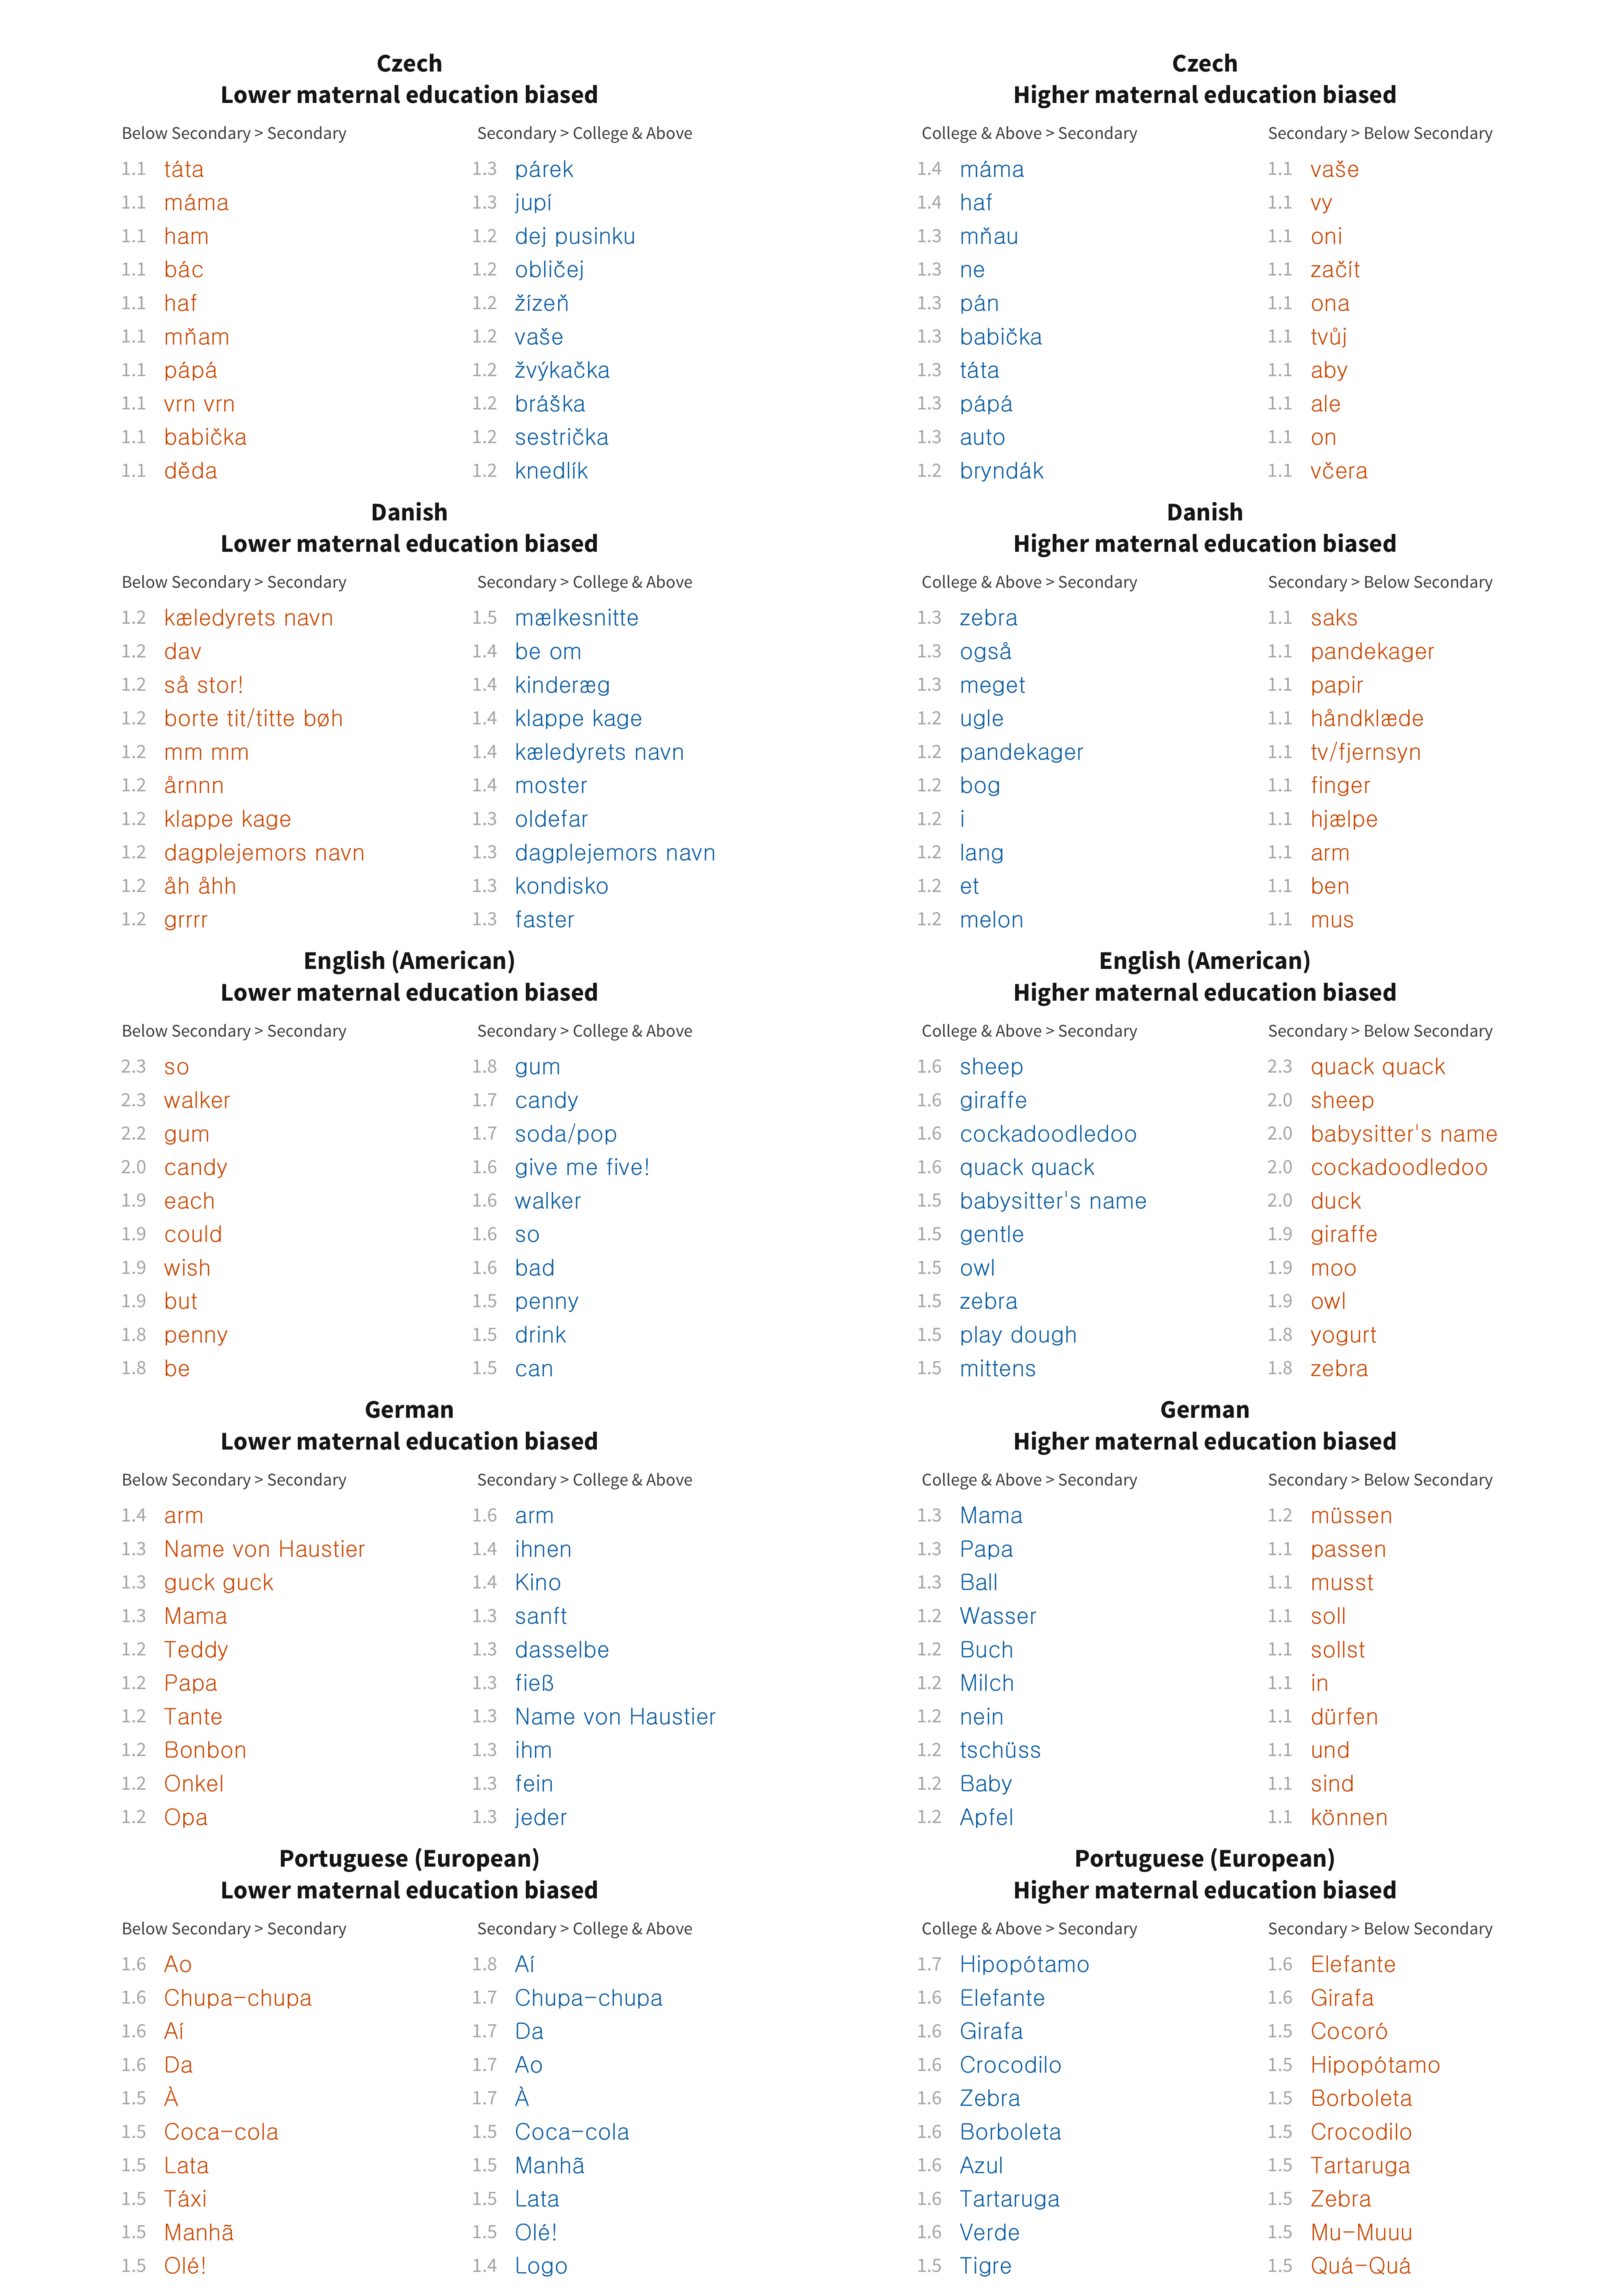 Czech
Lower maternal education biased
Below Secondary > Secondary
1.1 táta
1.1 máma
1.1 ham
1.1 bác
1.1 haf
1.1 mňam
1.1 pápá
1.1 vrn vrn
1.1 babička
1.1 děda
Secondary > College & Above
1.3 párek
1.3 jupí
1.2 dej pusinku
1.2 obličej
1.2 žízeň
1.2 vaše
1.2 žvýkačka
1.2 bráška
1.2 sestrička
1.2 knedlík
Czech
Higher maternal education biased
College & Above > Secondary
1.4 máma
1.4 haf
1.3 mňau
1.3 ne
1.3 pán
1.3 babička
1.3 táta
1.3 pápá
1.3 auto
1.2 bryndák
Secondary > Below Secondary
1.1 vaše
1.1 vy
1.1 oni
1.1 začít
1.1 ona
1.1 tvůj
1.1 aby
1.1 ale
1.1 on
1.1 včera
Danish
Lower maternal education biased
Below Secondary > Secondary
1.2 kæledyrets navn
1.2 dav
1.2 så stor!
1.2 borte tit/titte bøh
1.2 mm mm
1.2 årnnn
1.2 klappe kage
1.2 dagplejemors navn
1.2 åh åhh
1.2 grrrr
Secondary > College & Above
1.5 mælkesnitte
1.4 be om
1.4 kinderæg
1.4 klappe kage
1.4 kæledyrets navn
1.4 moster
1.3 oldefar
1.3 dagplejemors navn
1.3 kondisko
1.3 faster
Danish
Higher maternal education biased
College & Above > Secondary
1.3 zebra
1.3 også
1.3 meget
1.2 ugle
1.2 pandekager
1.2 bog
1.2 i
1.2 lang
1.2 et
1.2 melon
Secondary > Below Secondary
1.1 saks
1.1 pandekager
1.1 papir
1.1 håndklæde
1.1 tv/fjernsyn
1.1 finger
1.1 hjælpe
1.1 arm
1.1 ben
1.1 mus
English (American)
Lower maternal education biased
Below Secondary > Secondary
2.3 so
2.3 walker
2.2 gum
2.0 candy
1.9 each
1.9 could
1.9 wish
1.9 but
1.8 penny
1.8 be
Secondary > College & Above
1.8 gum
1.7 candy
1.7 soda/pop
1.6 give me five!
1.6 walker
1.6 so
1.6 bad
1.5 penny
1.5 drink
1.5 can
English (American)
Higher maternal education biased
College & Above > Secondary
1.6 sheep
1.6 giraffe
1.6 cockadoodledoo
1.6 quack quack
1.5 babysitter's name
1.5 gentle
1.5 owl
1.5 zebra
1.5 play dough
1.5 mittens
Secondary > Below Secondary
2.3 quack quack
2.0 sheep
2.0 babysitter's name
2.0 cockadoodledoo
2.0 duck
1.9 giraffe
1.9 moo
1.9 owl
1.8 yogurt
1.8 zebra
German
Lower maternal education biased
Below Secondary > Secondary
1.4 arm
1.3 Name von Haustier
1.3 guck guck
1.3 Mama
1.2 Teddy
1.2 Papa
1.2 Tante
1.2 Bonbon
1.2 Onkel
1.2 Opa
Secondary > College & Above
1.6 arm
1.4 ihnen
1.4 Kino
1.3 sanft
1.3 dasselbe
1.3 fieß
1.3 Name von Haustier
1.3 ihm
1.3 fein
1.3 jeder
German
Higher maternal education biased
College & Above > Secondary
1.3 Mama
1.3 Papa
1.3 Ball
1.2 Wasser
1.2 Buch
1.2 Milch
1.2 nein
1.2 tschüss
1.2 Baby
1.2 Apfel
Secondary > Below Secondary
1.2 müssen
1.1 passen
1.1 musst
1.1 soll
1.1 sollst
1.1 in
1.1 dürfen
1.1 und
1.1 sind
1.1 können
Portuguese (European)
Lower maternal education biased
Below Secondary > Secondary
1.6 Ao
1.6 Chupa-chupa
1.6 Aí
1.6 Da
1.5 À
1.5 Coca-cola
1.5 Lata
1.5 Táxi
1.5 Manhã
1.5 Olé!
Secondary > College & Above
1.8 Aí
1.7 Chupa-chupa
1.7 Da
1.7 Ao
1.7 À
1.5 Coca-cola
1.5 Manhã
1.5 Lata
1.5 Olé!
1.4 Logo
Portuguese (European)
Higher maternal education biased
College & Above > Secondary
1.7 Hipopótamo
1.6 Elefante
1.6 Girafa
1.6 Crocodilo
1.6 Zebra
1.6 Borboleta
1.6 Azul
1.6 Tartaruga
1.6 Verde
1.5 Tigre
Secondary > Below Secondary
1.6 Elefante
1.6 Girafa
1.5 Cocoró
1.5 Hipopótamo
1.5 Borboleta
1.5 Crocodilo
1.5 Tartaruga
1.5 Zebra
1.5 Mu-Muuu
1.5 Quá-Quá